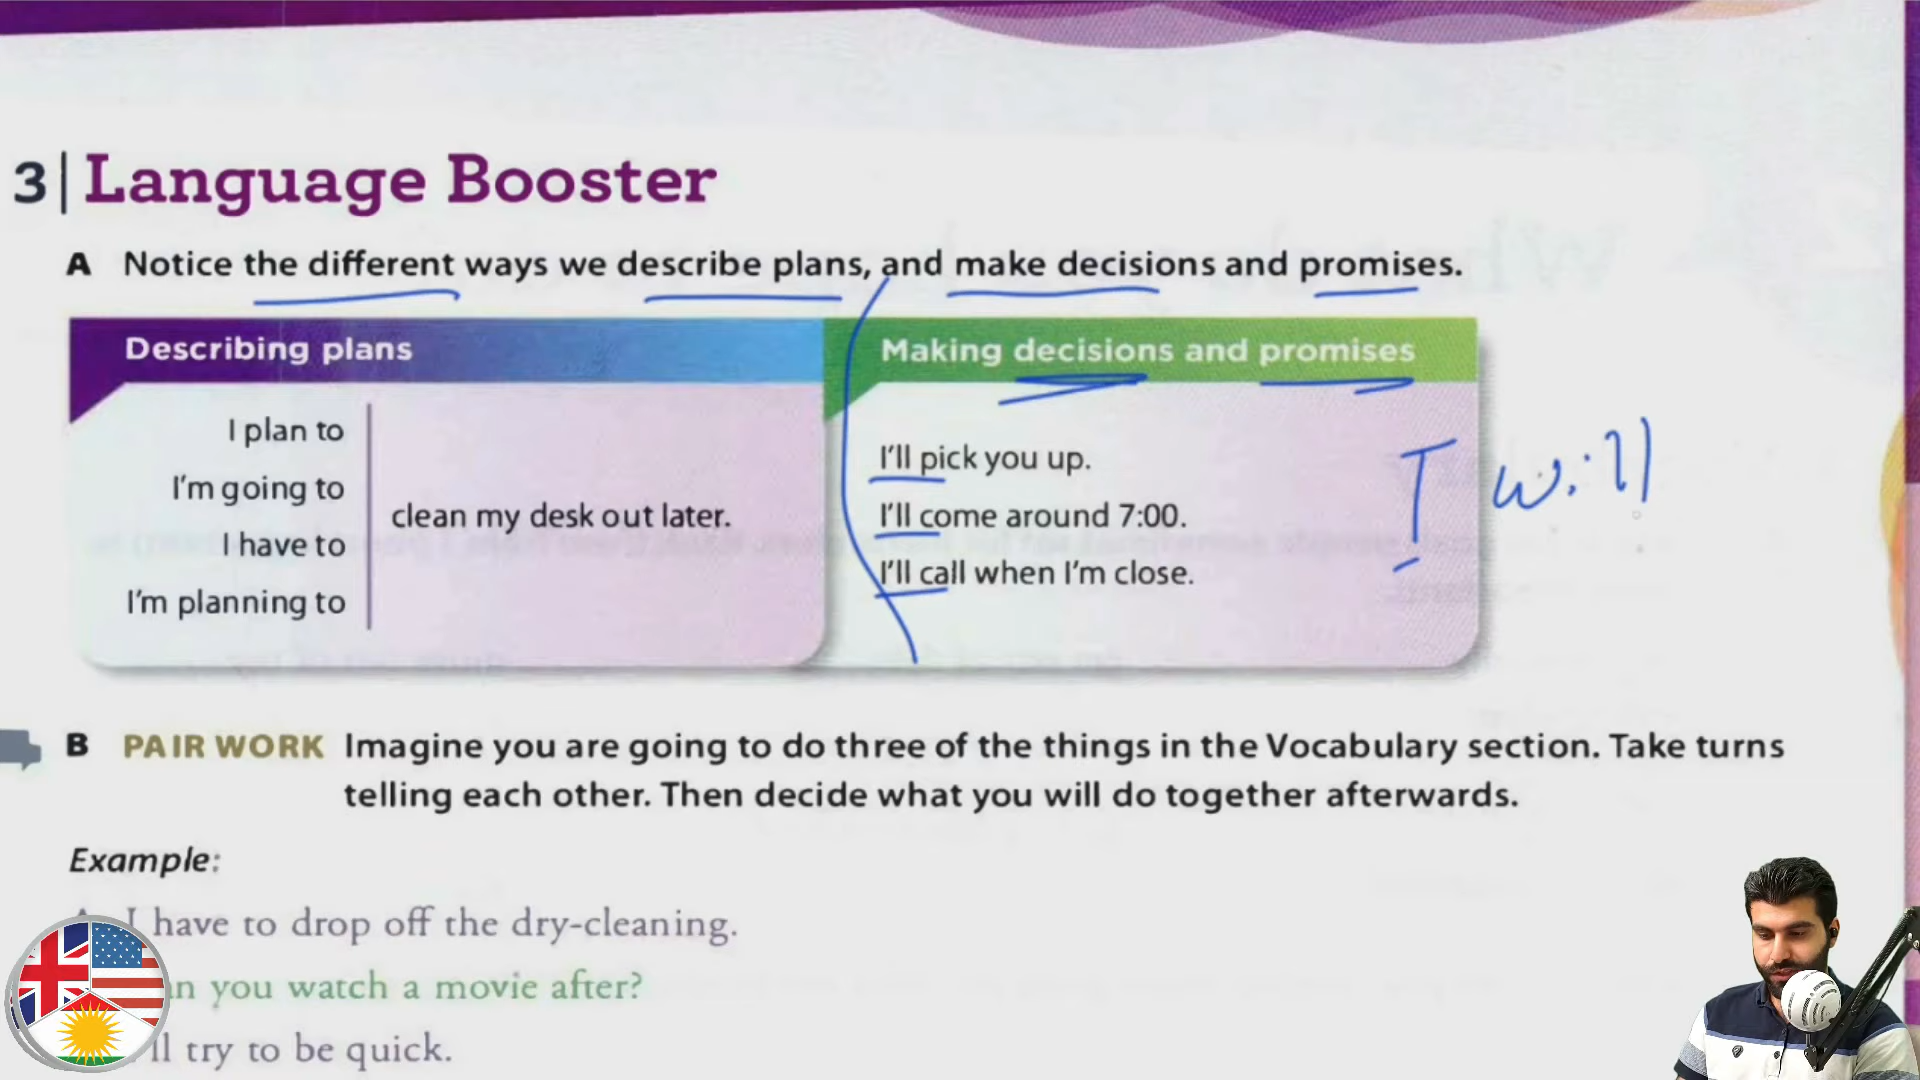 3 | Language Booster
A Notice the different ways we describe plans, and make decisions and promises.
Describing plans
I plan to
I'm going to
I have to
I'm planning to
clean my desk out later.
Making decisions and promises
I'll pick you up.
I'll come around 7:00.
I'll call when I'm close.
I will
B PAIR WORK Imagine you are going to do three of the things in the Vocabulary section. Take turns
telling each other. Then decide what you will do together afterwards.
Example:
I have to drop off the dry-cleaning.
you watch a movie after?
try to be quick.